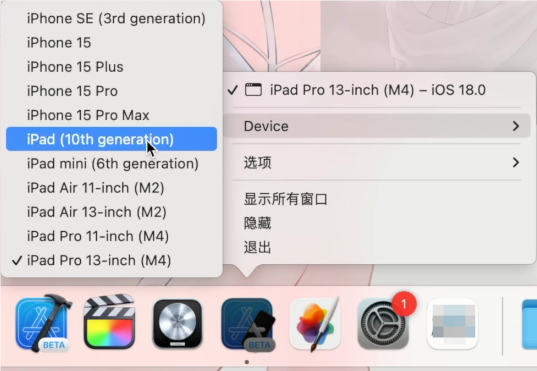 iPhone SE (3rd generation)
iPhone 15
iPhone 15 Plus
iPhone 15 Pro
iPhone 15 Pro Max
iPad (10th generation)
iPad mini (6th generation)
iPad Air 11-inch (M2)
iPad Air 13-inch (M2)
iPad Pro 11-inch (M4)
iPad Pro 13-inch (M4)
iPad Pro 13-inch (M4) – iOS 18.0
Device
选项
显示所有窗口
隐藏
退出
1
BETA
BETA